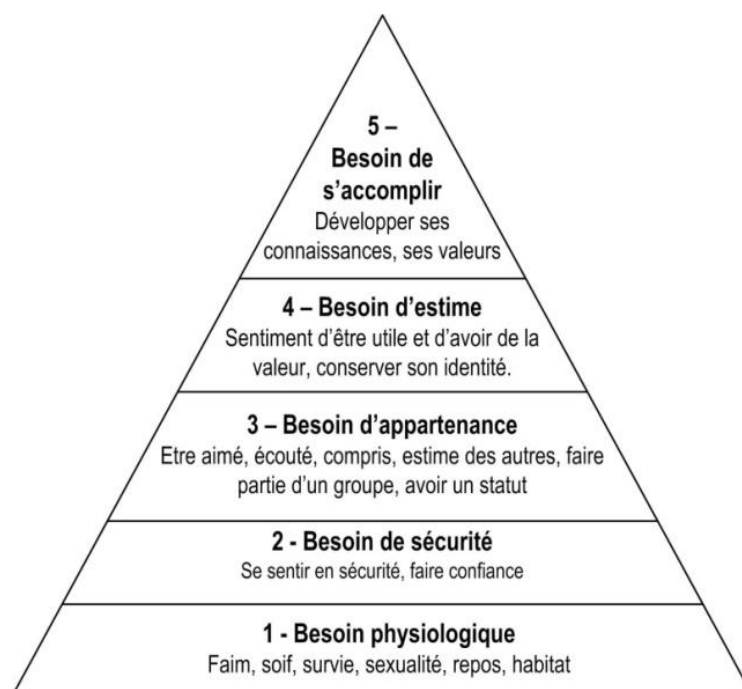 5 –
Besoin de
s’accomplir
Développer ses
connaissances, ses valeurs
4 – Besoin d’estime
Sentiment d’être utile et d’avoir de la
valeur, conserver son identité.
3 – Besoin d’appartenance
Etre aimé, écouté, compris, estime des autres, faire
partie d’un groupe, avoir un statut
2 - Besoin de sécurité
Se sentir en sécurité, faire confiance
1 - Besoin physiologique
Faim, soif, survie, sexualité, repos, habitat